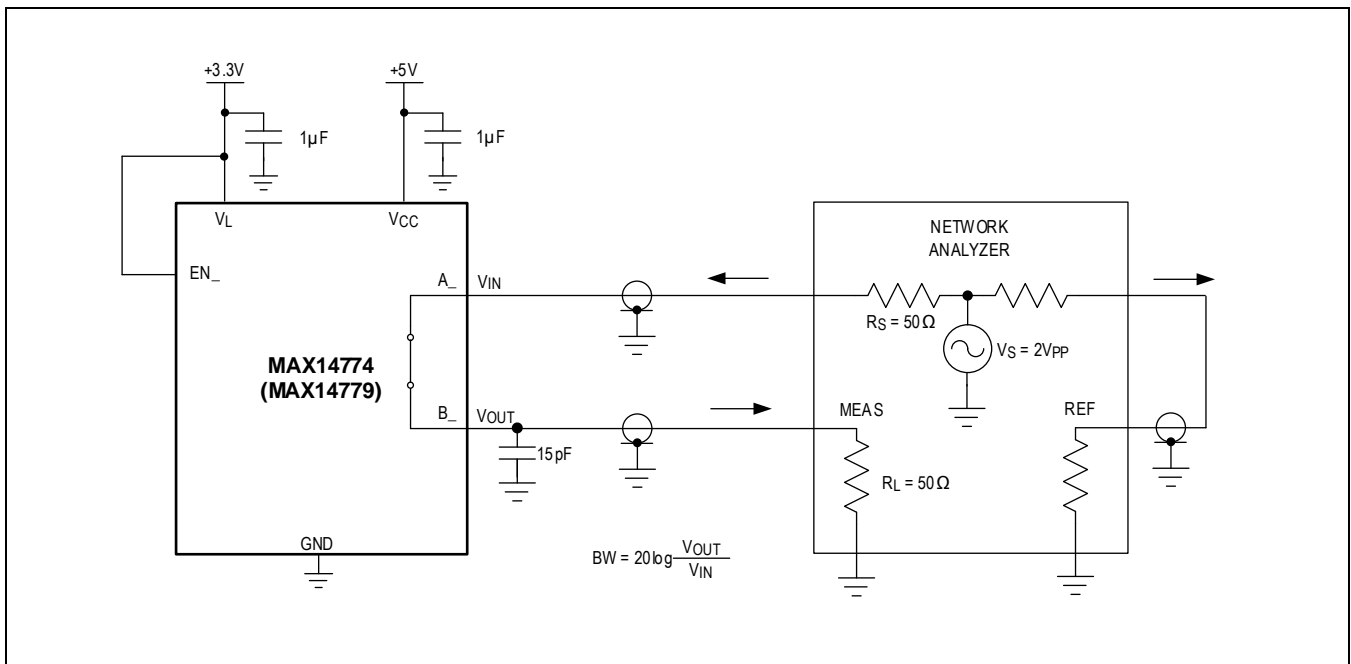 +3.3V
+5V
1µF
1µF
VL
VCC
EN_
A_
VIN
MAX14774
(MAX14779)
B_
VOUT
15pF
GND
NETWORK
ANALYZER
RS = 50Ω
VS = 2VPP
MEAS
REF
RL = 50Ω
BW = 20log VOUT
VIN